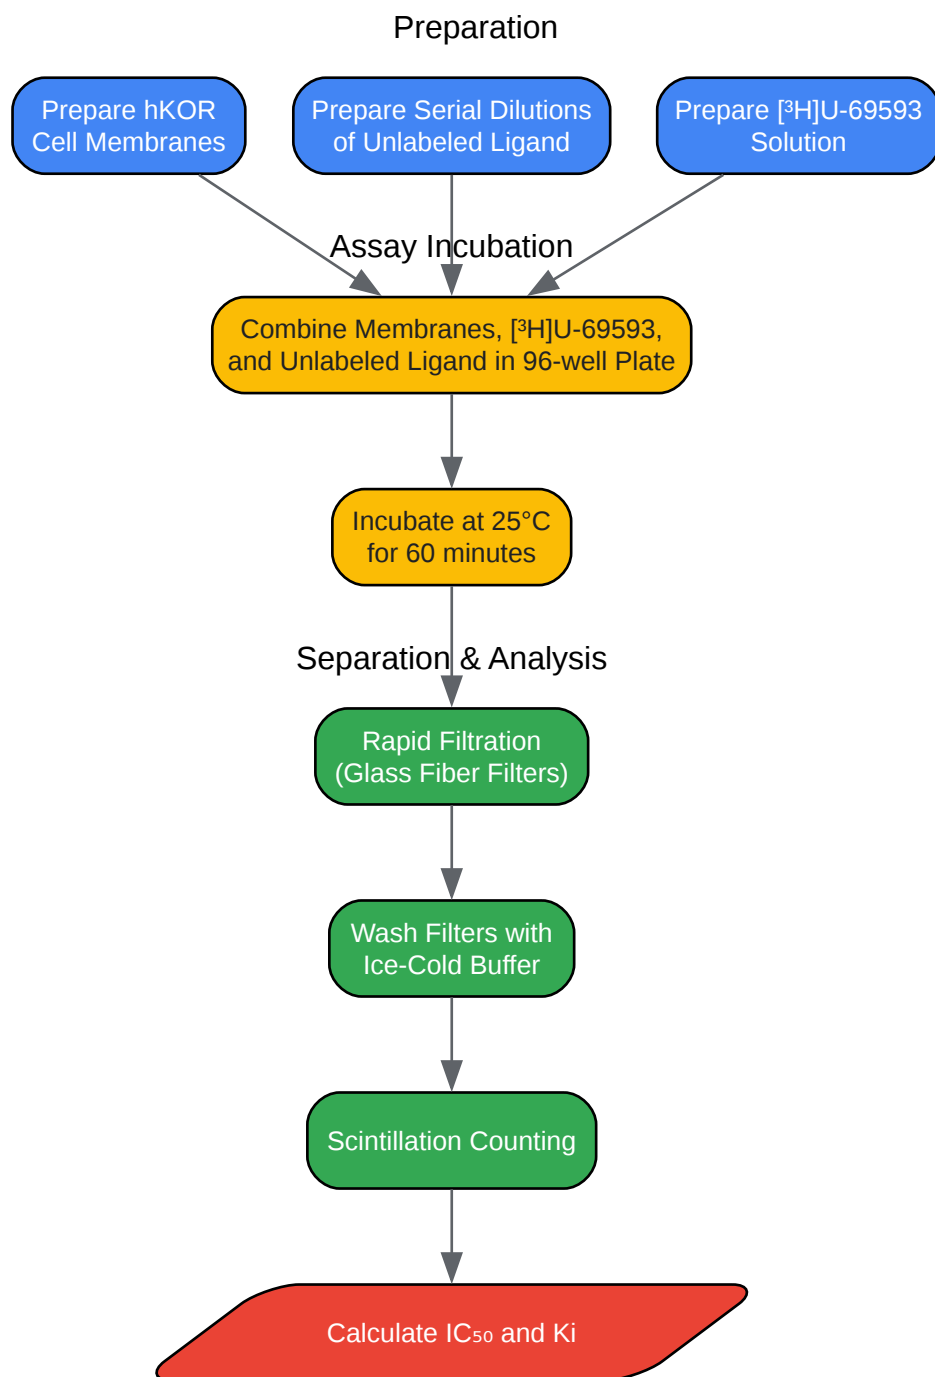 Preparation
Prepare hKOR
Cell Membranes
Prepare Serial Dilutions
of Unlabeled Ligand
Prepare [³H]U-69593
Solution
Assay Incubation
Combine Membranes, [³H]U-69593,
and Unlabeled Ligand in 96-well Plate
Incubate at 25°C
for 60 minutes
Separation & Analysis
Rapid Filtration
(Glass Fiber Filters)
Wash Filters with
Ice-Cold Buffer
Scintillation Counting
Calculate IC₅₀ and Ki